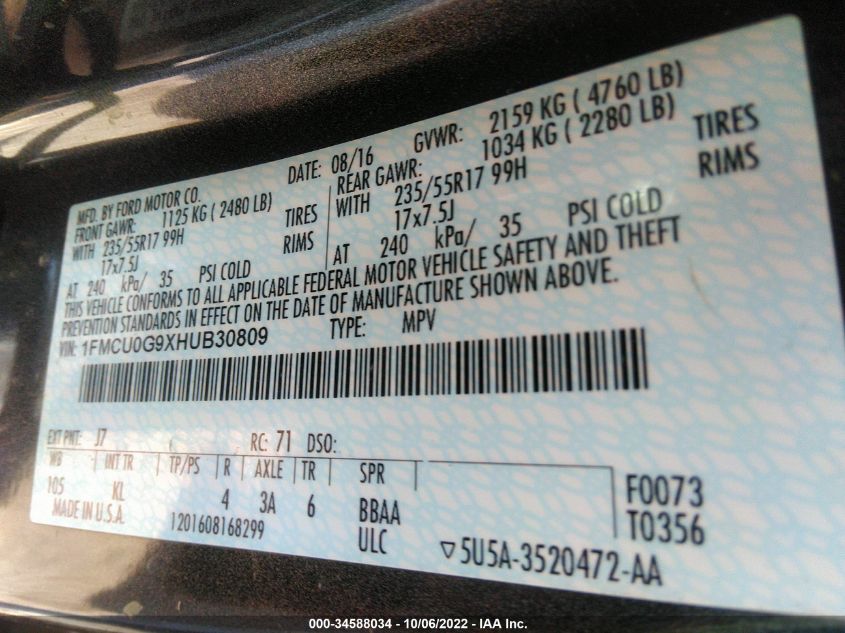 MFD. BY FORD MOTOR CO.
DATE: 08/16 GVWR: 2159 KG ( 4760 LB)
FRONT GAWR: 1125 KG ( 2480 LB) REAR GAWR: 1034 KG ( 2280 LB)
WITH 235/55R17 99H TIRES WITH 235/55R17 99H TIRES
17x7.5J RIMS 17x7.5J RIMS
AT 240 kPa/ 35 PSI COLD AT 240 kPa/ 35 PSI COLD
THIS VEHICLE CONFORMS TO ALL APPLICABLE FEDERAL MOTOR VEHICLE SAFETY AND THEFT
PREVENTION STANDARDS IN EFFECT ON THE DATE OF MANUFACTURE SHOWN ABOVE.
VIN: 1FMCU0G9XHUB30809 TYPE: MPV
EXT PNT: J7 RC: 71 DSO:
WB INT TR TP/PS R AXLE TR SPR
105 KL 4 3A 6 BBAA F0073
MADE IN U.S.A. 1201608168299 ULC T0356
▽5U5A-3520472-AA
000-34588034 - 10/06/2022 - IAA Inc.